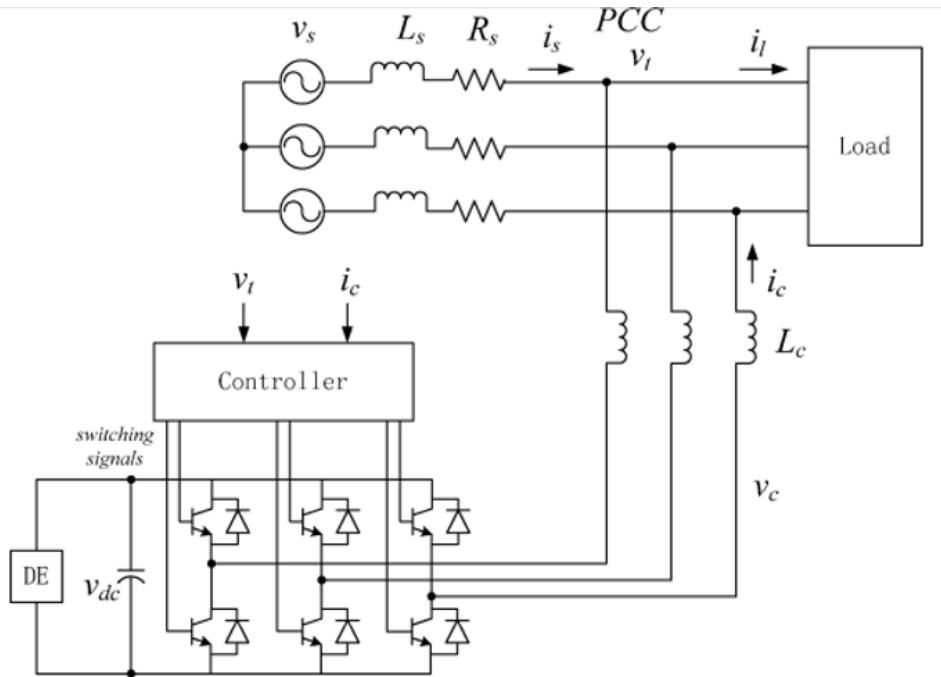 PCC
v_s L_s R_s i_s v_t i_l
Load
v_t i_c i_c
L_c
Controller
switching
signals
v_c
DE
v_dc